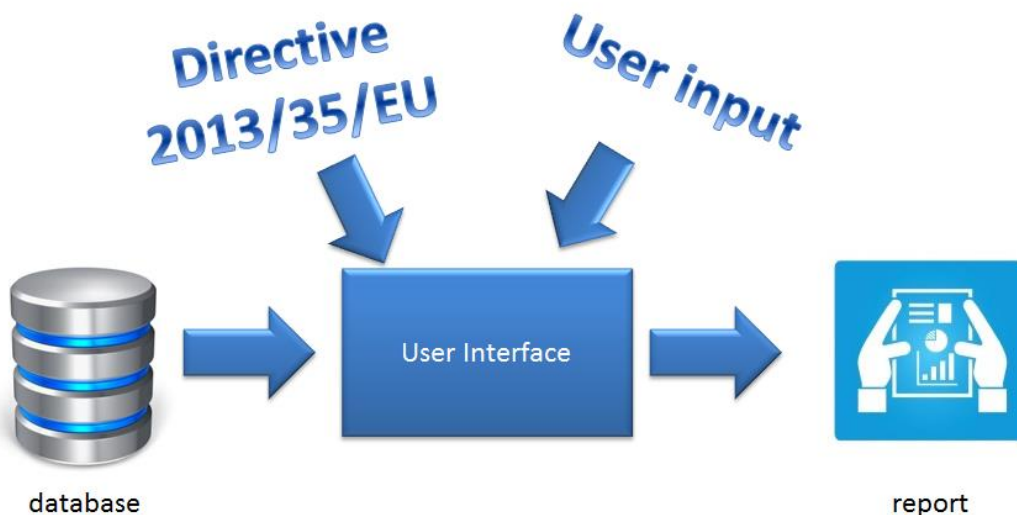 Directive
2013/35/EU
User input
User Interface
database
report